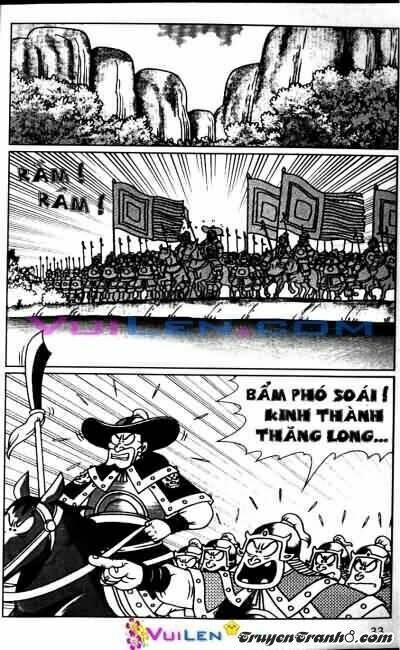 RẦM!
RẦM!
VUILEN.COM
BẨM PHÓ SOÁI!
KINH THÀNH
THĂNG LONG...
33
VUILEN
TruyenTranh8.com